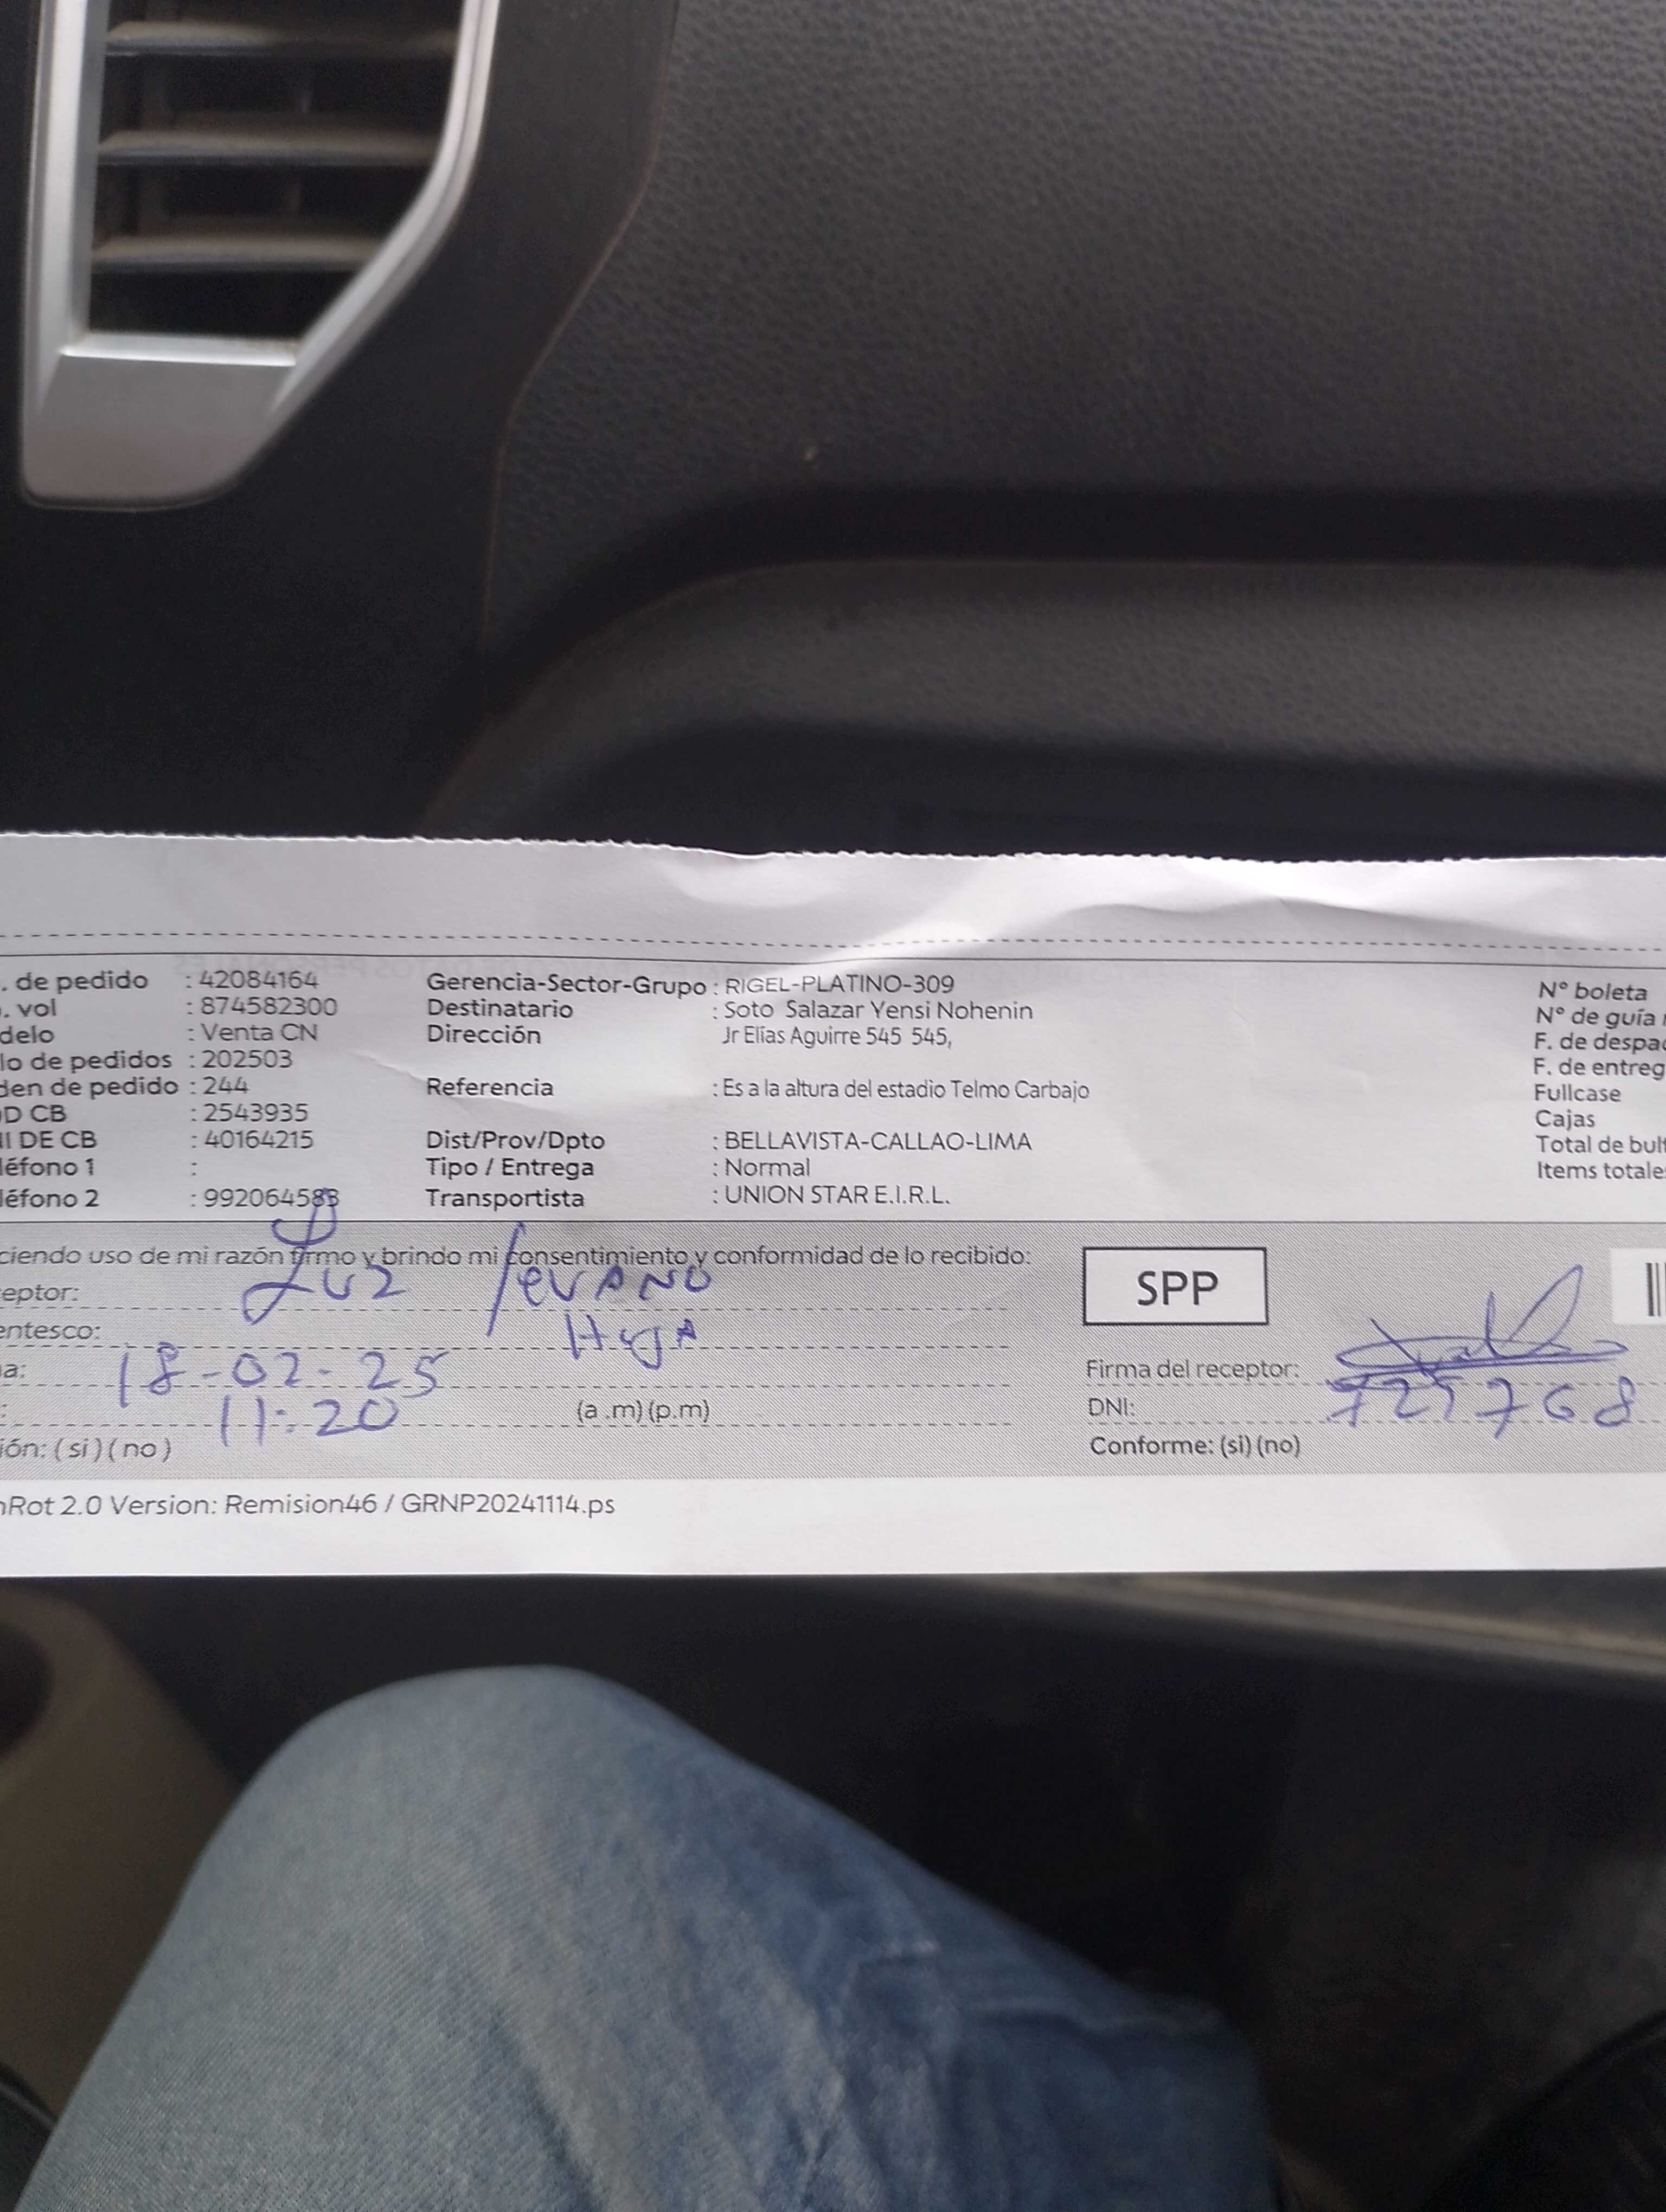 . de pedido : 42084164 Gerencia-Sector-Grupo : RIGEL-PLATINO-309 N° boleta
. vol : 874582300 Destinatario : Soto Salazar Yensi Nohenin N° de guía
delo : Venta CN Dirección Jr Elías Aguirre 545 545, F. de despac
lo de pedidos : 202503 F. de entreg
den de pedido : 244 Referencia : Es a la altura del estadio Telmo Carbajo Fullcase
D CB : 2543935 Cajas
I DE CB : 40164215 Dist/Prov/Dpto : BELLAVISTA-CALLAO-LIMA Total de bult
léfono 1 : Tipo / Entrega : Normal Items totale
léfono 2 : 992064583 Transportista : UNION STAR E.I.R.L.
ciendo uso de mi razón firmo y brindo mi consentimiento y conformidad de lo recibido:
eptor: Luz levano
entesco: Hija
SPP
a: 18-02-25 Firma del receptor:
: 11:20 (a .m) (p.m) DNI:
ión: ( si ) ( no ) Conforme: (si) (no)
nRot 2.0 Version: Remision46 / GRNP20241114.ps